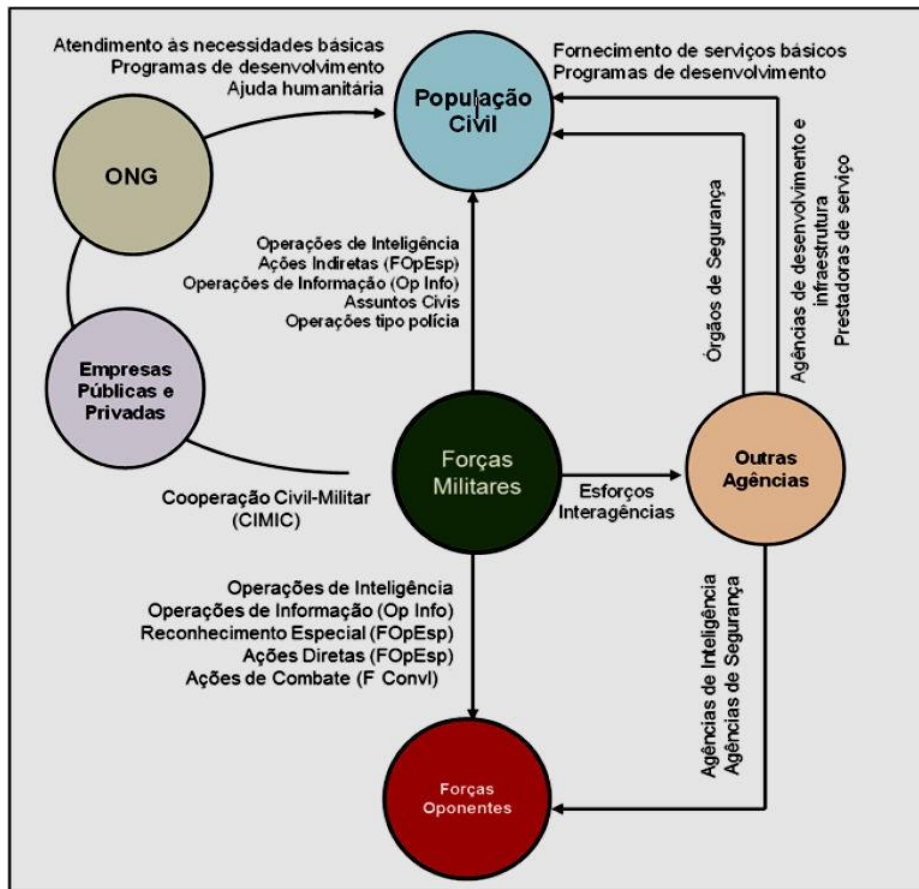 Atendimento às necessidades básicas
Programas de desenvolvimento
Ajuda humanitária
População
Civil
Fornecimento de serviços básicos
Programas de desenvolvimento
ONG
Órgãos de Segurança
Agências de desenvolvimento e
infraestrutura
Prestadoras de serviço
Operações de Inteligência
Ações Indiretas (FOpEsp)
Operações de Informação (Op Info)
Assuntos Civis
Operações tipo polícia
Empresas
Públicas e
Privadas
Cooperação Civil-Militar
(CIMIC)
Forças
Militares
Esforços
Interagências
Outras
Agências
Operações de Inteligência
Operações de Informação (Op Info)
Reconhecimento Especial (FOpEsp)
Ações Diretas (FOpEsp)
Ações de Combate (F Convl)
Agências de Inteligência
Agências de Segurança
Forças
Oponentes